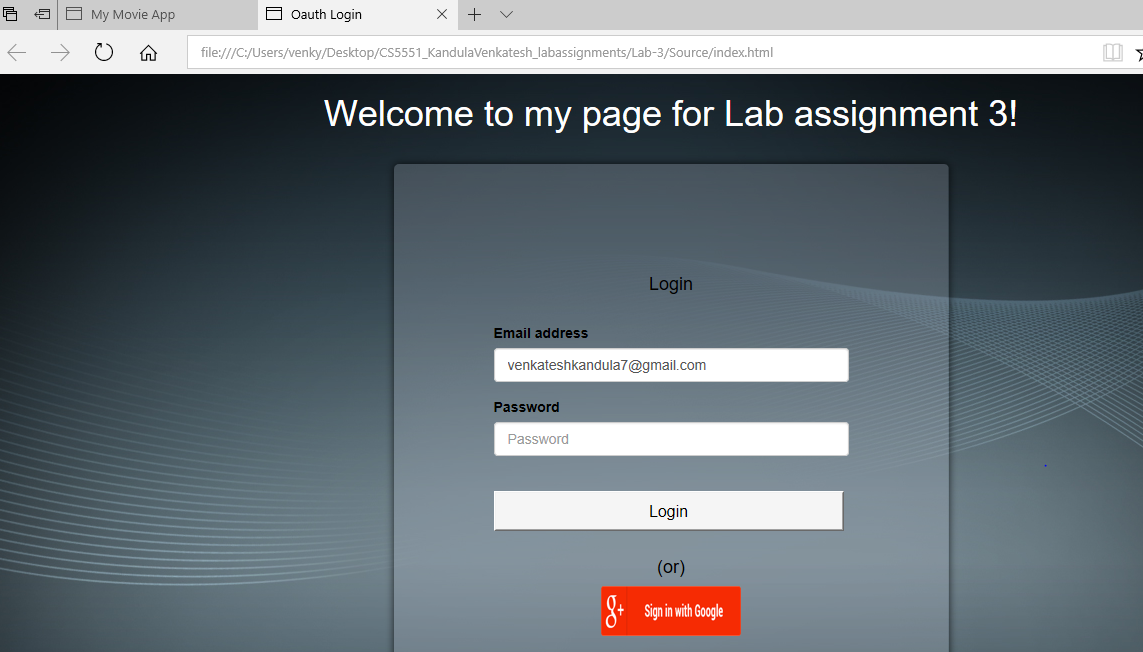 My Movie App
Oauth Login
file:///C:/Users/venky/Desktop/CS5551_KandulaVenkatesh_labassignments/Lab-3/Source/index.html
Welcome to my page for Lab assignment 3!
Login
Email address
venkateshkandula7@gmail.com
Password
Password
Login
(or)
g+ Sign in with Google